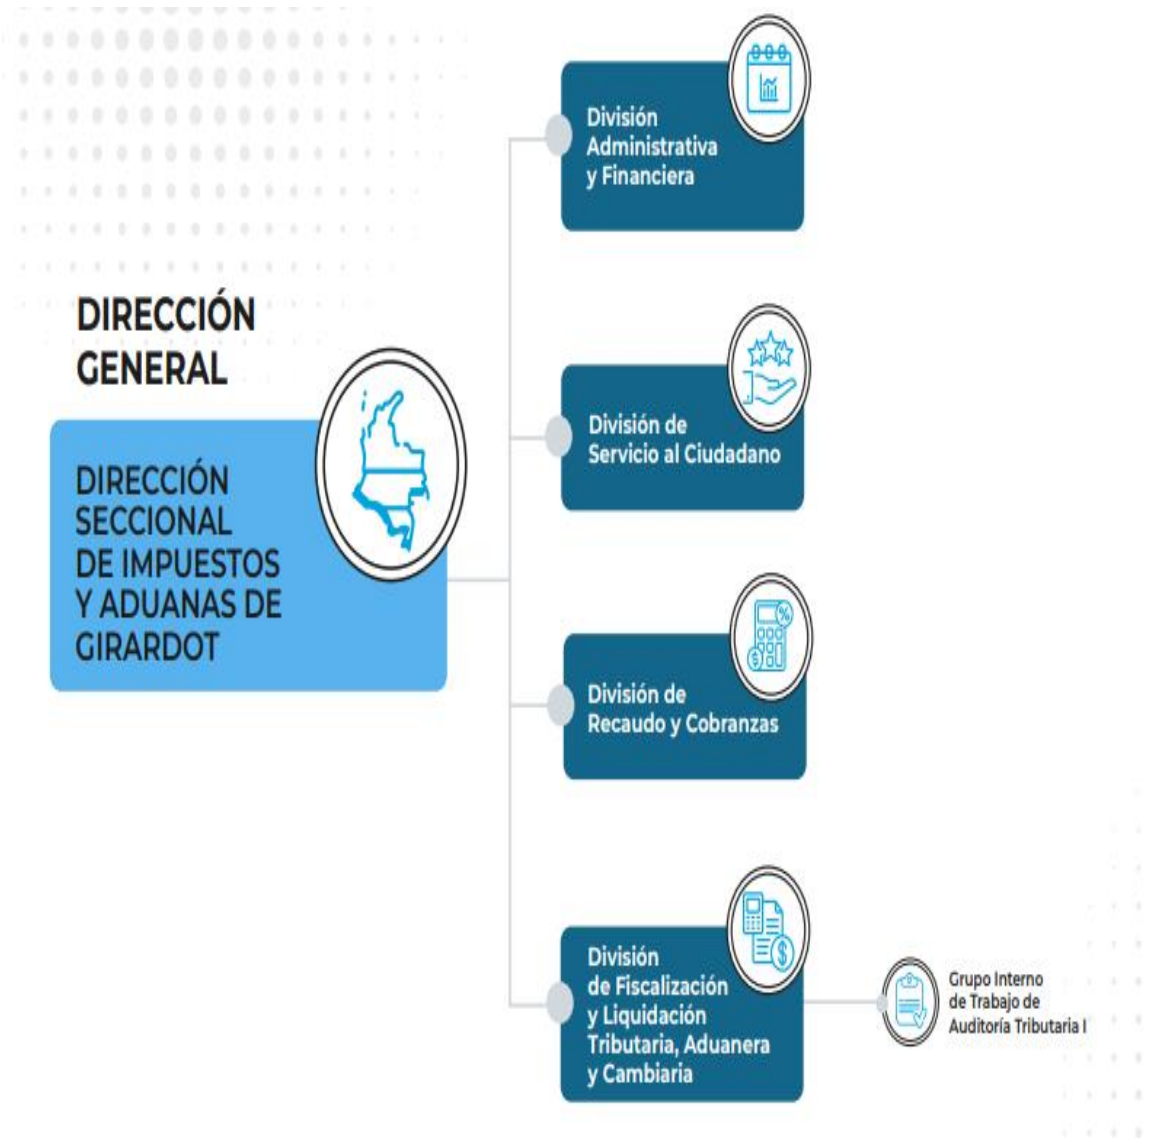 DIRECCIÓN
GENERAL
DIRECCIÓN
SECCIONAL
DE IMPUESTOS
Y ADUANAS DE
GIRARDOT
División
Administrativa
y Financiera
División de
Servicio al Ciudadano
División de
Recaudo y Cobranzas
División
de Fiscalización
y Liquidación
Tributaria, Aduanera
y Cambiaria
Grupo Interno
de Trabajo de
Auditoría Tributaria I